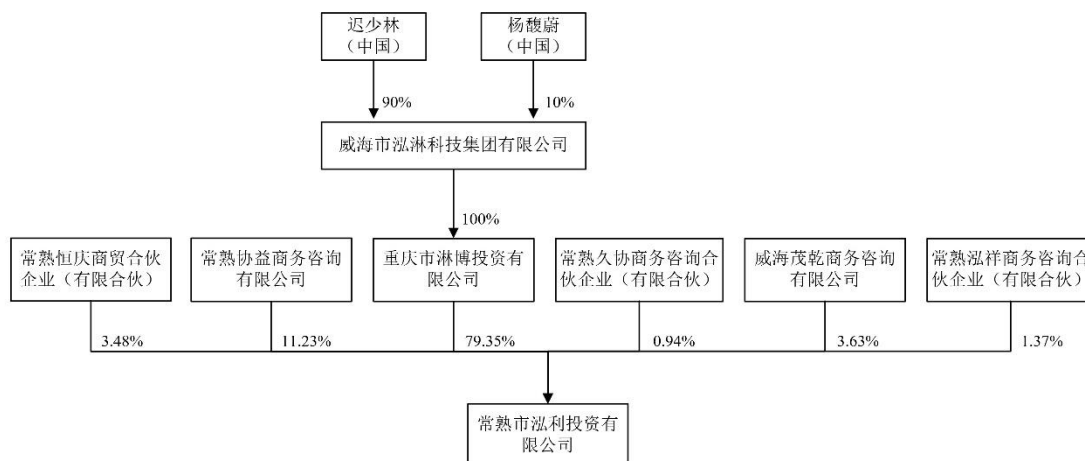 迟少林
（中国）
杨馥蔚
（中国）
90%
10%
威海市泓淋科技集团有限公司
100%
常熟恒庆商贸合伙
企业（有限合伙）
常熟协益商务咨询
有限公司
重庆市淋博投资有
限公司
常熟久协商务咨询合
伙企业（有限合伙）
威海茂乾商务咨询
有限公司
常熟泓祥商务咨询合
伙企业（有限合伙）
3.48%
11.23%
79.35%
0.94%
3.63%
1.37%
常熟市泓利投资有
限公司